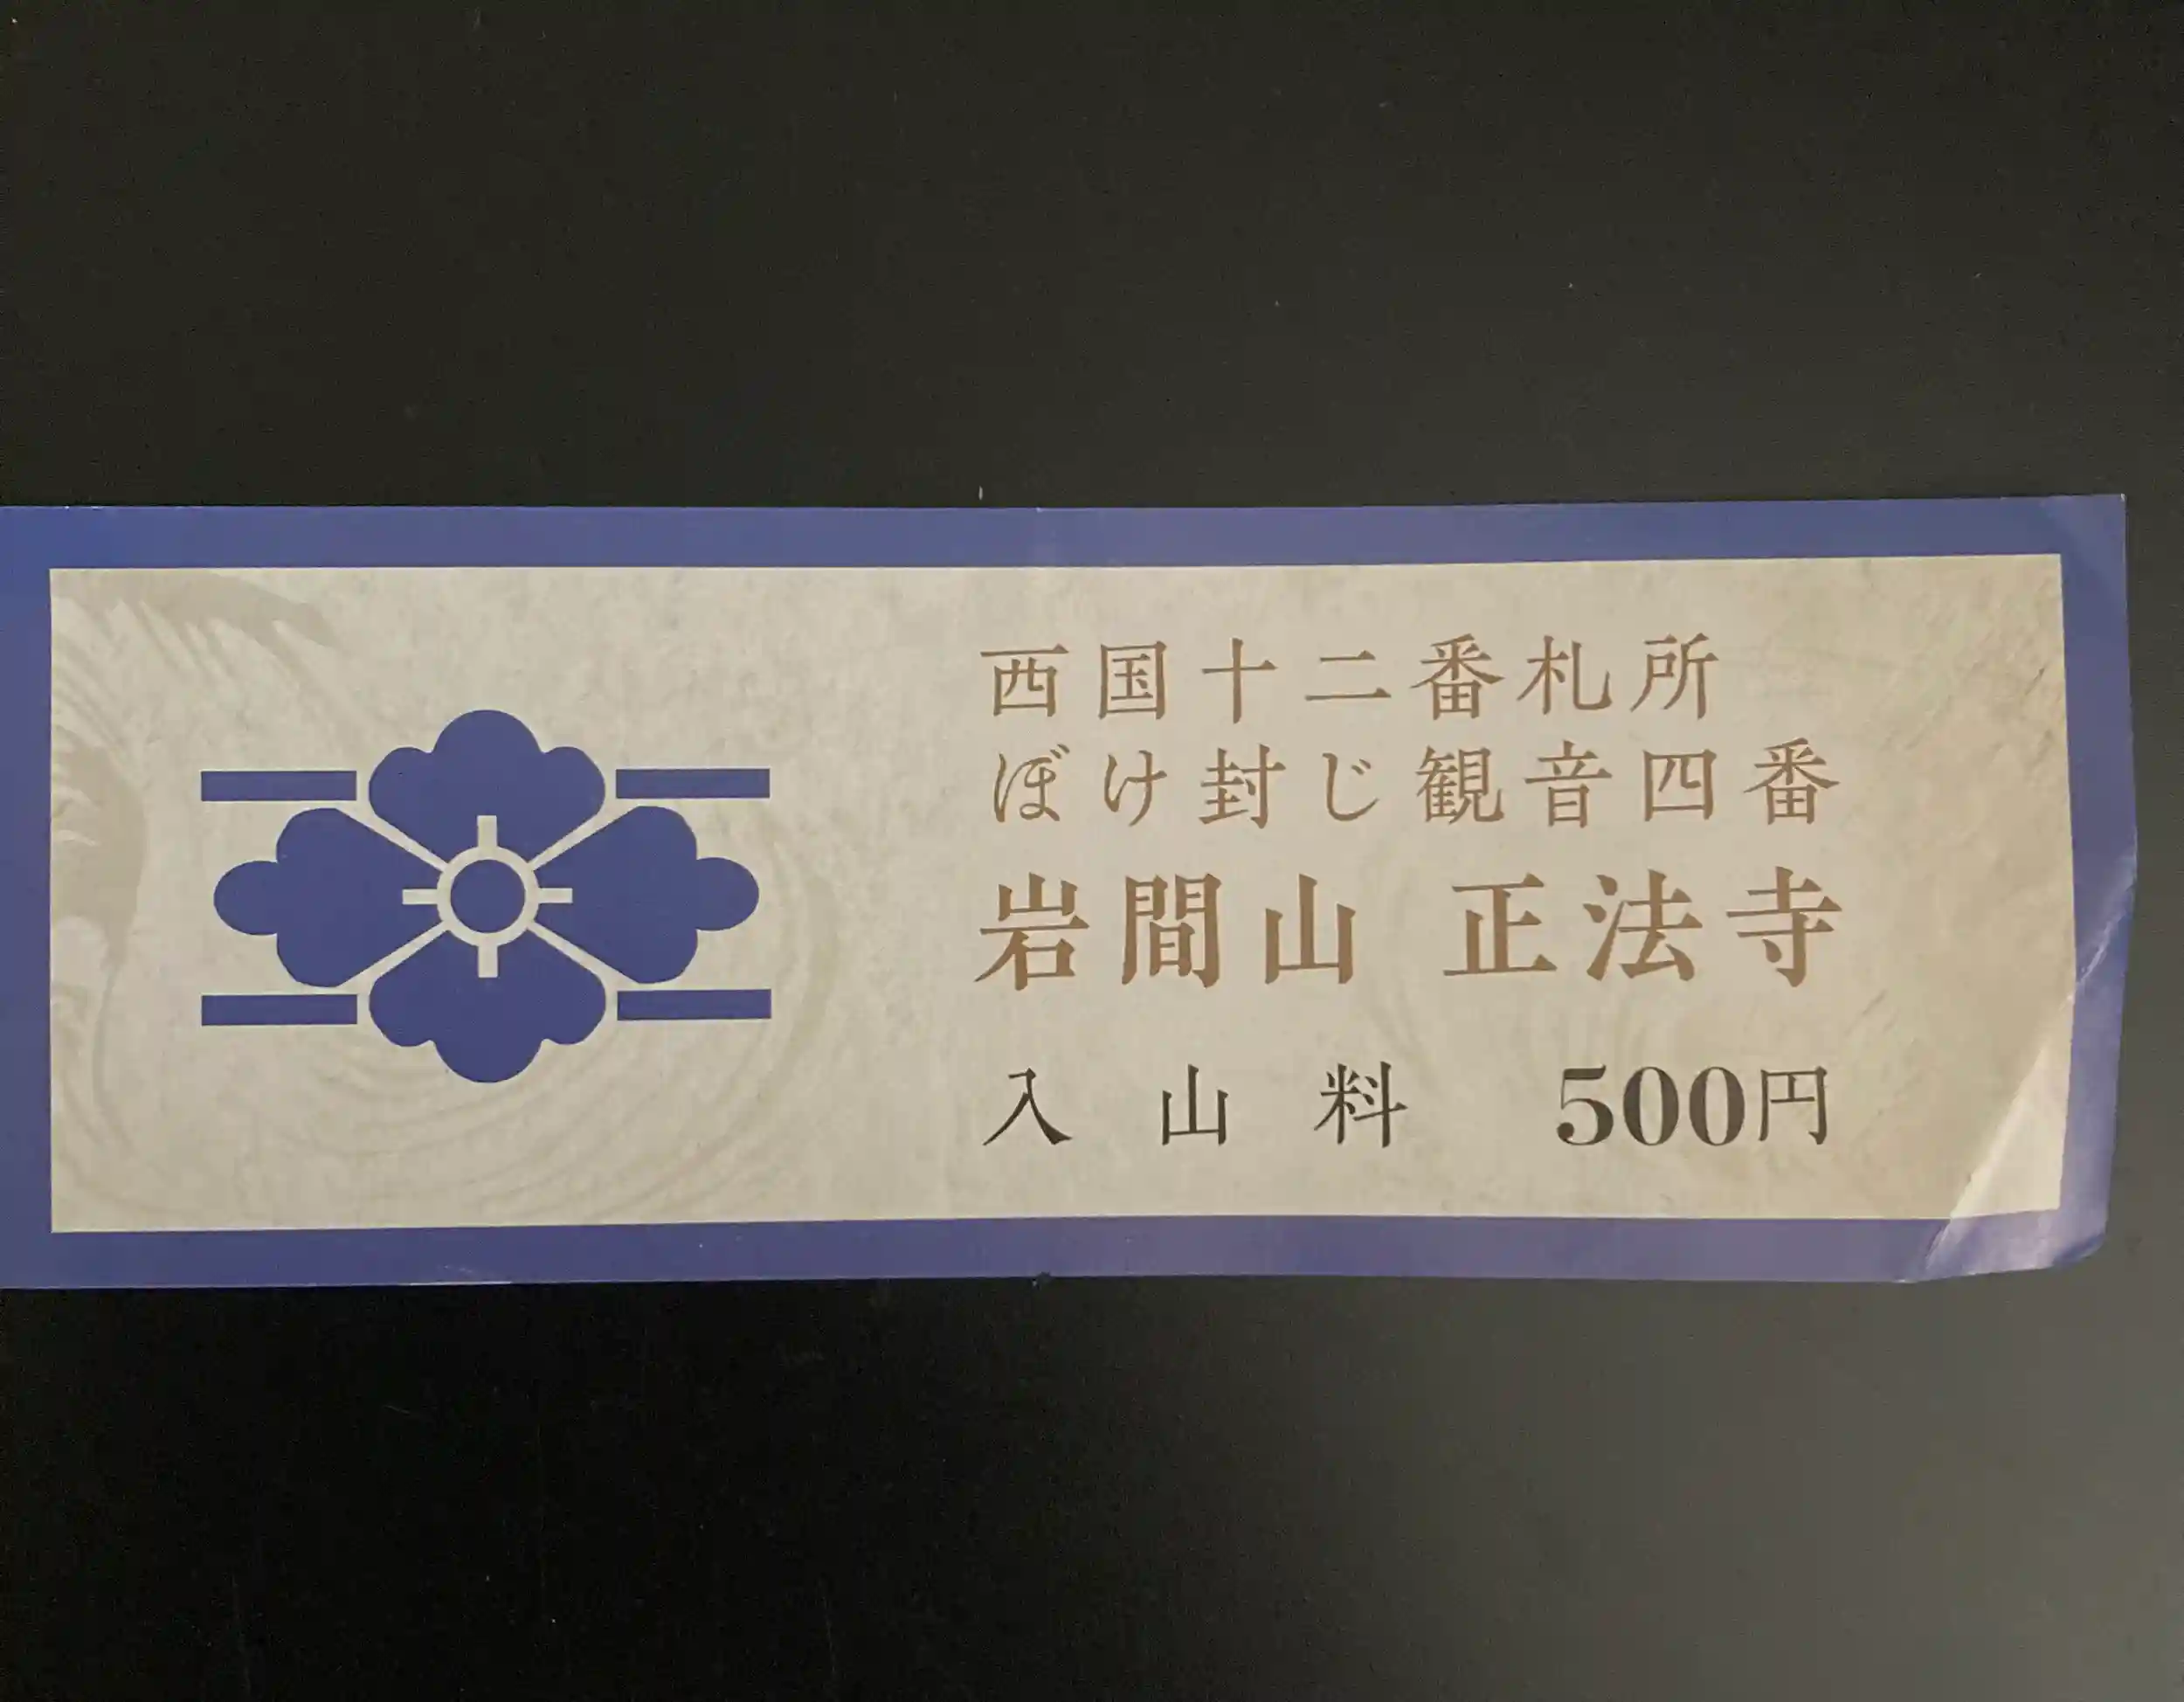 西国十二番札所
ぼけ封じ観音四番
岩間山 正法寺
入山料 500円